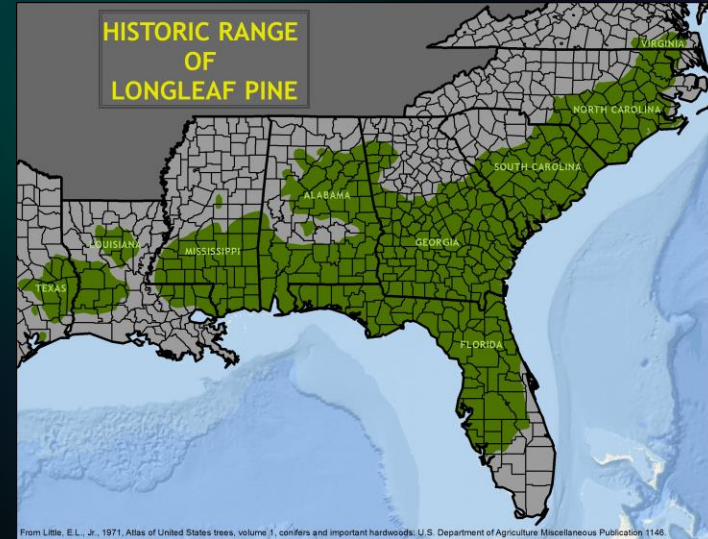 HISTORIC RANGE
OF
LONGLEAF PINE
VIRGINIA
NORTH CAROLINA
SOUTH CAROLINA
ALABAMA
GEORGIA
LOUISIANA
MISSISSIPPI
TEXAS
FLORIDA
From Little, E.L., Jr., 1971, Atlas of United States trees, volume 1, conifers and important hardwoods: U.S. Department of Agriculture Miscellaneous Publication 1146.